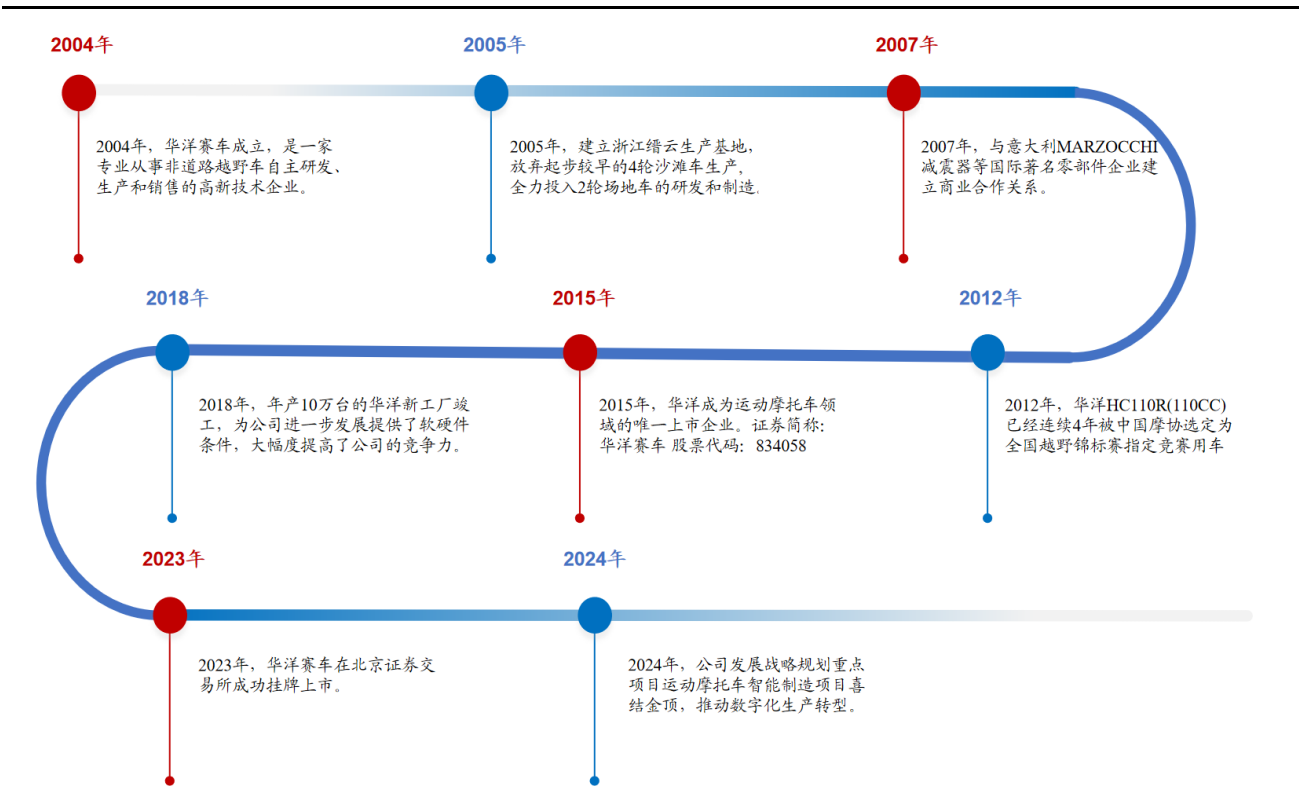 2004年
2005年
2007年
2004年，华洋赛车成立，是一家
专业从事非道路越野车自主研发、
生产和销售的高新技术企业。
2005年，建立浙江缙云生产基地，
放弃起步较早的4轮沙滩车生产，
全力投入2轮场地车的研发和制造。
2007年，与意大利MARZOCCHI
减震器等国际著名零部件企业建
立商业合作关系。
2018年
2015年
2012年
2018年，年产10万台的华洋新工厂竣
工，为公司进一步发展提供了软硬件
条件，大幅度提高了公司的竞争力。
2015年，华洋成为运动摩托车领
域的唯一上市企业。证券简称：
华洋赛车 股票代码：834058
2012年，华洋HC110R(110CC)
已经连续4年被中国摩协选定为
全国越野锦标赛指定竞赛用车
2023年
2024年
2023年，华洋赛车在北京证券交
易所成功挂牌上市。
2024年，公司发展战略规划重点
项目运动摩托车智能制造项目喜
结金顶，推动数字化生产转型。